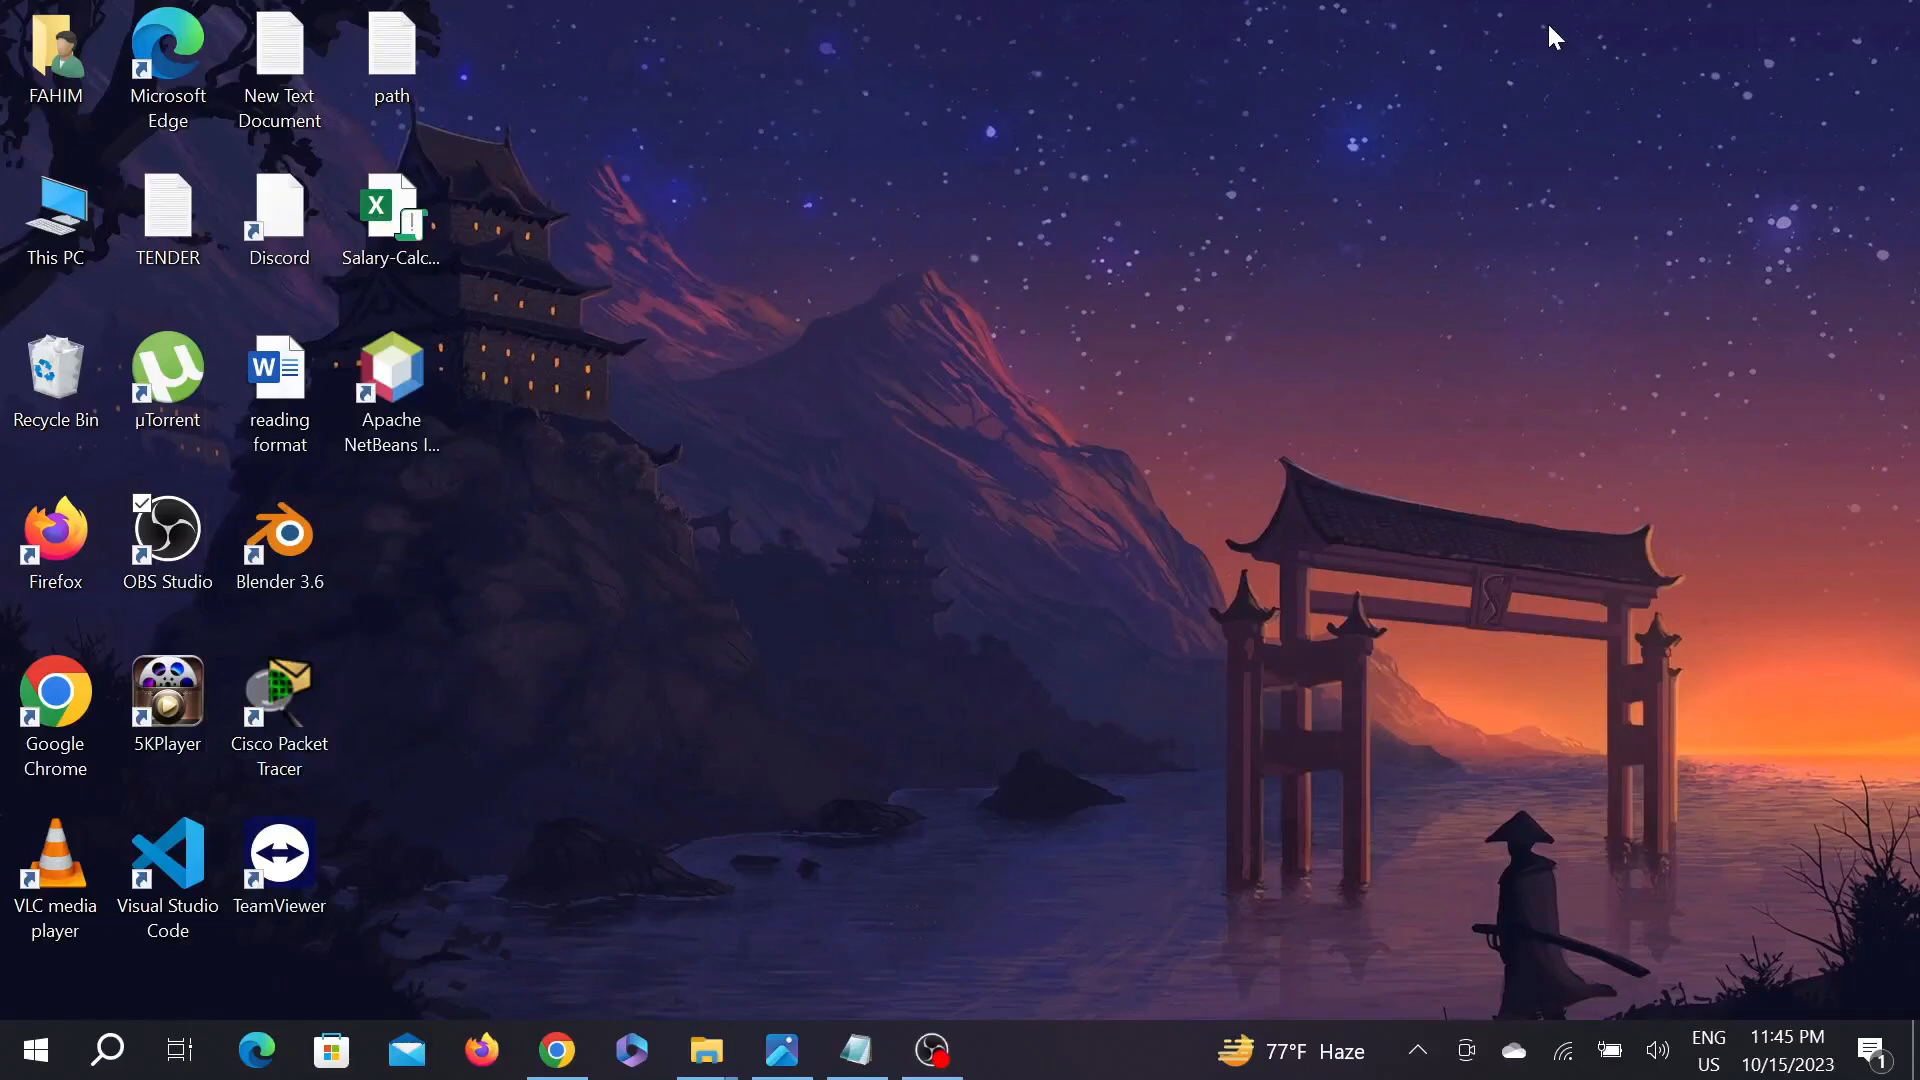 FAHIM
Microsoft
Edge
New Text
Document
path
This PC
TENDER
Discord
X
Salary-Calc...
Recycle Bin
µ
µTorrent
W
reading
format
Apache
NetBeans I...
Firefox
OBS Studio
Blender 3.6
Google
Chrome
5KPlayer
Cisco Packet
Tracer
VLC media
player
Visual Studio
Code
TeamViewer
77°F Haze
ENG
US
11:45 PM
10/15/2023
1